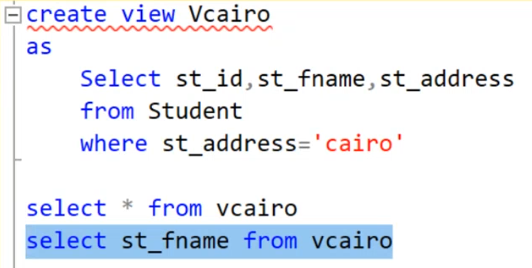 create view Vcairo
as
Select st_id,st_fname,st_address
from Student
where st_address='cairo'
select * from vcairo
select st_fname from vcairo